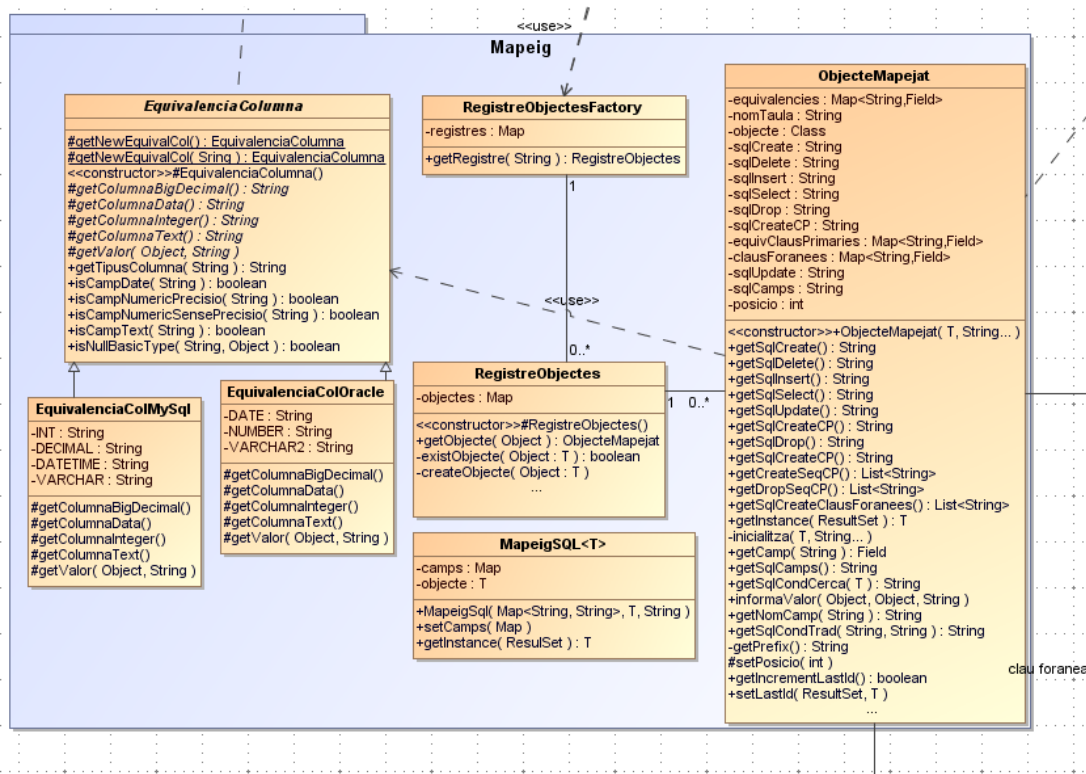 <<use>>
Mapeig
EquivalenciaColumna
#getNewEquivalCol() : EquivalenciaColumna
#getNewEquivalCol( Sring ) : EquivalenciaColumna
<<constructor>>#EquivalenciaColumna()
#getColumnaBigDecimal() : String
#getColumnaData() : String
#getColumnaInteger() : String
#getColumnaText() : String
#getValor( Object, String )
+getTipusColumna( String ) : String
+isCampDate( String ) : boolean
+isCampNumericPrecisio( String ) : boolean
+isCampNumericSensePrecisio( String ) : boolean
+isCampText( String ) : boolean
+isNullBasicType( String, Object ) : boolean
RegistreObjectesFactory
-registres : Map
+getRegistre( String ) : RegistreObjectes
1
<<use>>
0..*
ObjecteMapejat
-equivalencies : Map<String,Field>
-nomTaula : String
-objecte : Class
-sqlCreate : String
-sqlDelete : String
-sqlInsert : String
-sqlSelect : String
-sqlDrop : String
-sqlCreateCP : String
-equivClausPrimaries : Map<String,Field>
-clausForanees : Map<String,Field>
-sqlUpdate : String
-sqlCamps : String
-posicio : int
<<constructor>>+ObjecteMapejat( T, String... )
+getSqlCreate() : String
+getSqlDelete() : String
+getSqlInsert() : String
+getSqlSelect() : String
+getSqlUpdate() : String
+getSqlCreateCP() : String
+getSqlDrop() : String
+getSqlCreateCP() : String
+getCreateSeqCP() : List<String>
+getDropSeqCP() : List<String>
+getSqlCreateClausForanees() : List<String>
+getInstance( ResultSet ) : T
-inicialitza( T, String... )
+getCamp( String ) : Field
+getSqlCamps() : String
+getSqlCondCerca( T ) : String
+informaValor( Object, Object, String )
+getNomCamp( String ) : String
+getSqlCondTrad( String, String ) : String
-getPrefix() : String
#setPosicio( int )
+getIncrementLastId() : boolean
+setLastId( ResultSet, T )
...
EquivalenciaColMySql
-INT : String
-DECIMAL : String
-DATETIME : String
-VARCHAR : String
#getColumnaBigDecimal()
#getColumnaData()
#getColumnaInteger()
#getColumnaText()
#getValor( Object, String )
EquivalenciaColOracle
-DATE : String
-NUMBER : String
-VARCHAR2 : String
#getColumnaBigDecimal()
#getColumnaData()
#getColumnaInteger()
#getColumnaText()
#getValor( Object, String )
RegistreObjectes
-objectes : Map
<<constructor>>#RegistreObjectes()
+getObjecte( Object ) : ObjecteMapejat
-existObjecte( Object : T ) : boolean
-createObjecte( Object : T )
...
1 0..*
MapeigSQL<T>
-camps : Map
-objecte : T
+MapeigSql( Map<String, String>, T, String )
+setCamps( Map )
+getInstance( ResulSet ) : T
clau foranea